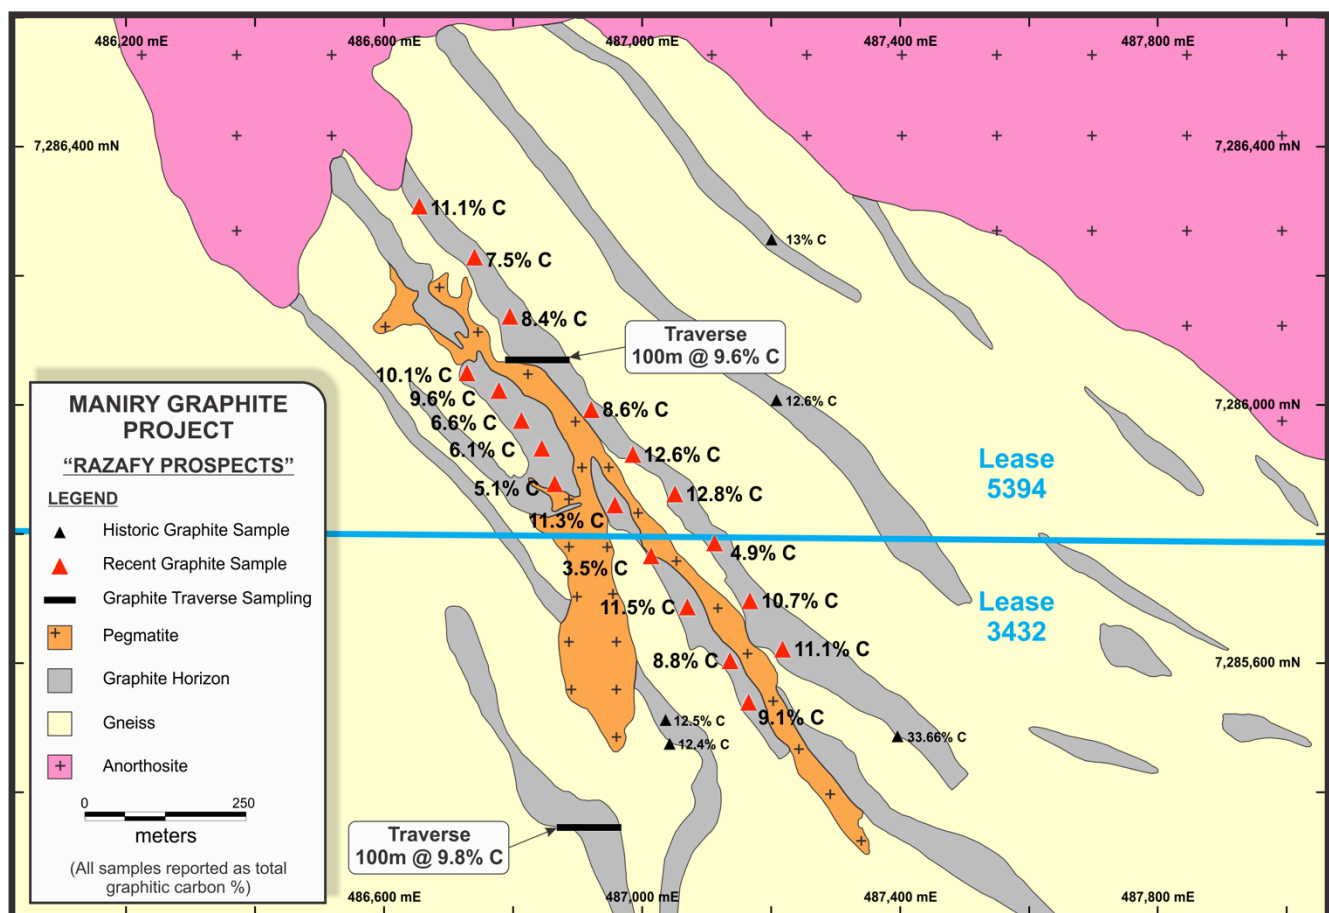 486,200 mE
486,600 mE
487,000 mE
487,400 mE
487,800 mE
7,286,400 mN
7,286,400 mN
11.1% C
13% C
7.5% C
8.4% C
Traverse
100m @ 9.6% C
10.1% C
9.6% C
12.6% C
8.6% C
7,286,000 mN
6.6% C
6.1% C
12.6% C
Lease
5394
5.1% C
12.8% C
11.3% C
4.9% C
3.5% C
11.5% C
10.7% C
Lease
3432
8.8% C
11.1% C
7,285,600 mN
12.5% C
9.1% C
12.4% C
33.66% C
Traverse
100m @ 9.8% C
MANIRY GRAPHITE
PROJECT
“RAZAFY PROSPECTS”
LEGEND
Historic Graphite Sample
Recent Graphite Sample
Graphite Traverse Sampling
Pegmatite
Graphite Horizon
Gneiss
Anorthosite
0 250
meters
(All samples reported as total
graphitic carbon %)
486,600 mE
487,000 mE
487,400 mE
487,800 mE